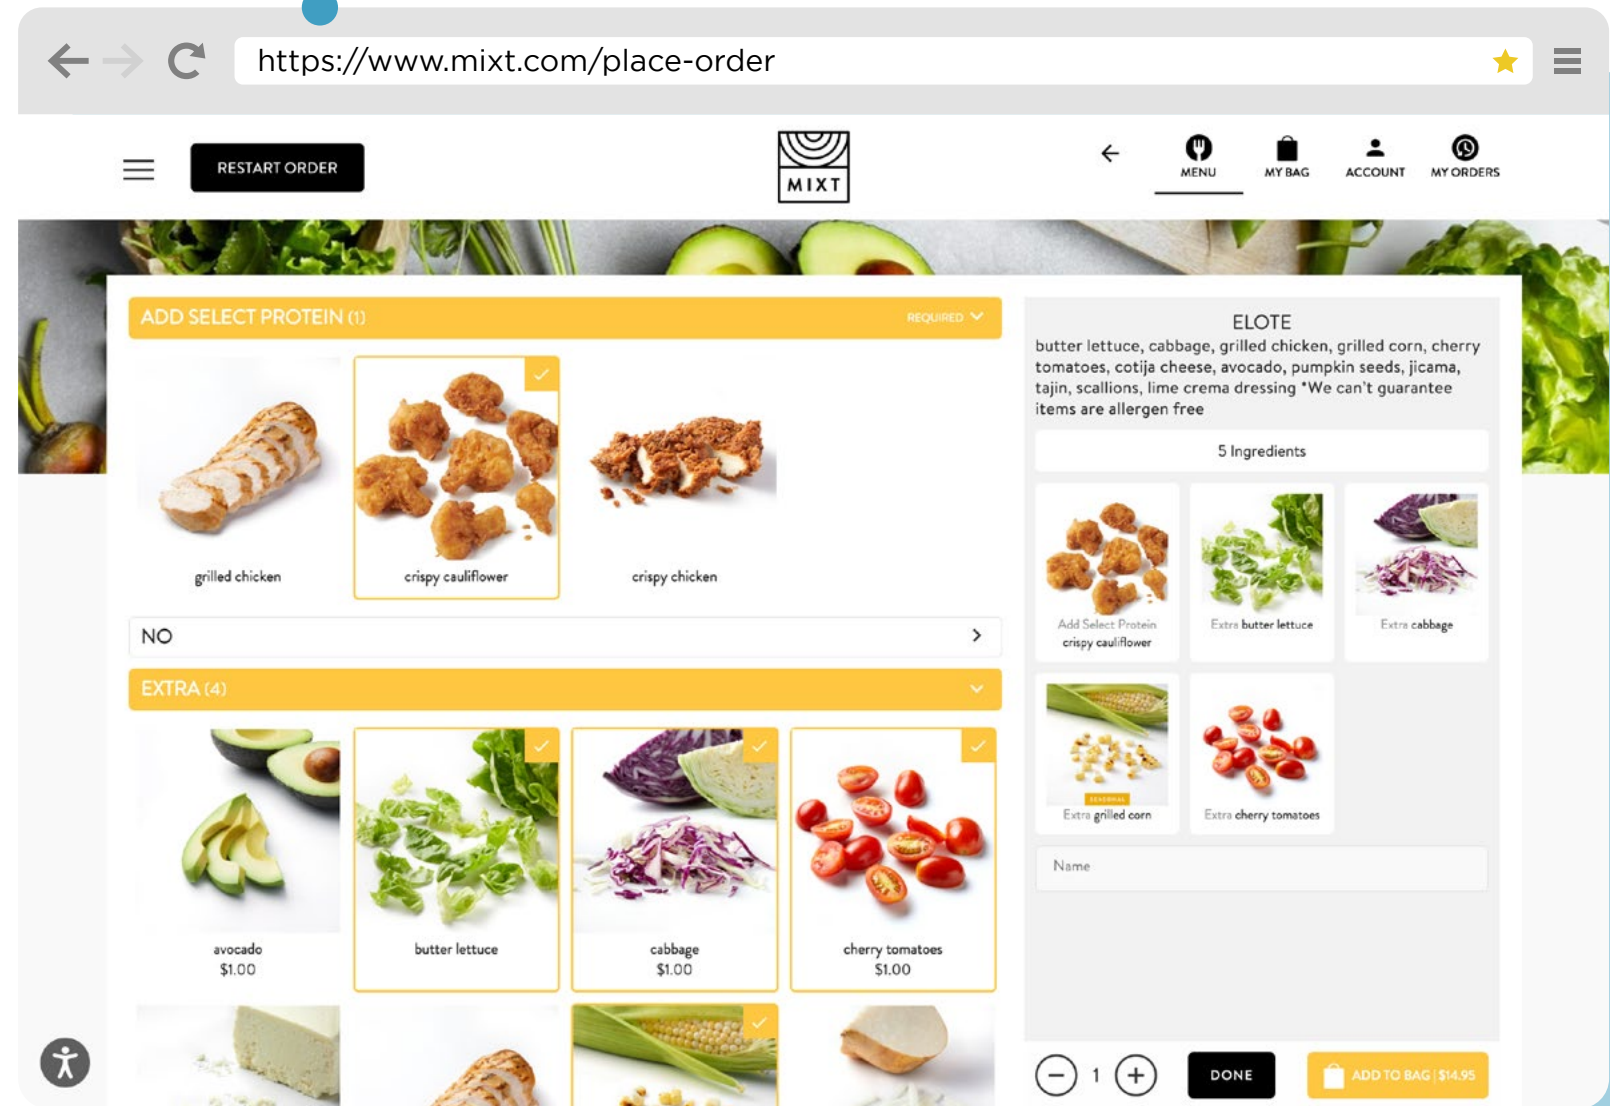 https://www.mixt.com/place-order
RESTART ORDER
MIXT
MENU
MY BAG
ACCOUNT
MY ORDERS
ADD SELECT PROTEIN (1)
REQUIRED
grilled chicken
crispy cauliflower
crispy chicken
NO
EXTRA (4)
avocado
$1.00
butter lettuce
cabbage
$1.00
cherry tomatoes
$1.00
ELOTE
butter lettuce, cabbage, grilled chicken, grilled corn, cherry
tomatoes, cotija cheese, avocado, pumpkin seeds, jicama,
tajin, scallions, lime crema dressing *We can't guarantee
items are allergen free
5 Ingredients
Add Select Protein
crispy cauliflower
Extra butter lettuce
Extra cabbage
SEASONAL
Extra grilled corn
Extra cherry tomatoes
Name
1
DONE
ADD TO BAG | $14.95